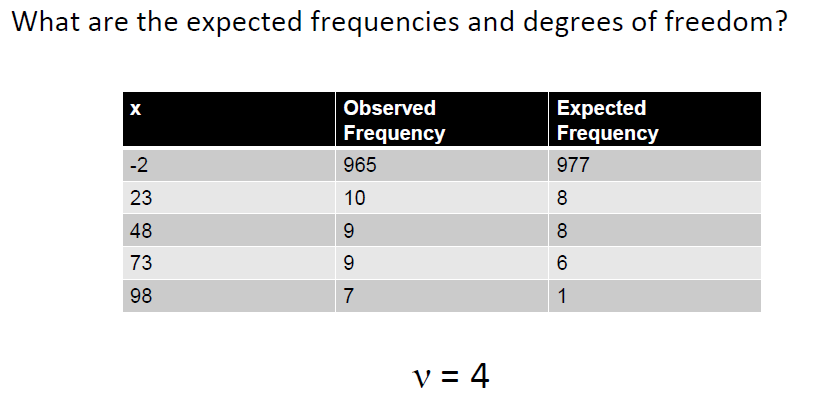 What are the expected frequencies and degrees of freedom?
x Observed Frequency Expected Frequency
-2 965 977
23 10 8
48 9 8
73 9 6
98 7 1
ν = 4